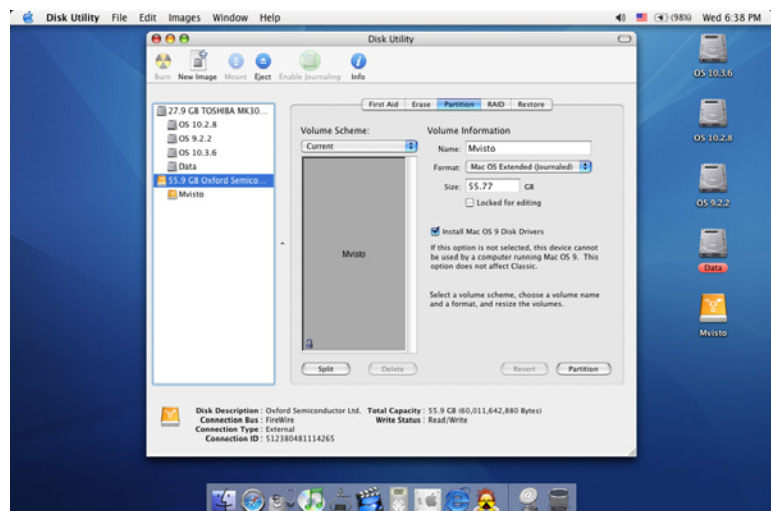 Disk Utility File Edit Images Window Help
(98%) Wed 6:38 PM
Disk Utility
Burn New Image Mount Eject Enable Journaling Info
27.9 GB TOSHIBA MK30...
OS 10.2.8
OS 9.2.2
OS 10.3.6
Data
55.9 GB Oxford Semico...
Mvisto
First Aid Erase Partition RAID Restore
Volume Scheme:
Current
Mvisto
Split Delete
Volume Information
Name: Mvisto
Format: Mac OS Extended (Journaled)
Size: 55.77 GB
Locked for editing
Install Mac OS 9 Disk Drivers
If this option is not selected, this device cannot
be used by a computer running Mac OS 9. This
option does not affect Classic.
Select a volume scheme, choose a volume name
and a format, and resize the volumes.
Revert Partition
Disk Description : Oxford Semiconductor Ltd. Total Capacity : 55.9 GB (60,011,642,880 Bytes)
Connection Bus : FireWire Write Status : Read/Write
Connection Type : External
Connection ID : 512380481114265
OS 10.3.6
OS 10.2.8
OS 9.2.2
Data
Mvisto